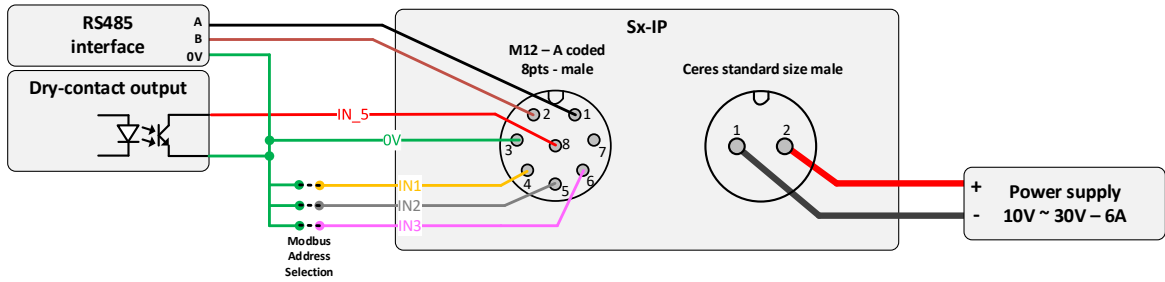 RS485
interface
A
B
0V
Dry-contact output
Sx-IP
M12 – A coded
8pts - male
Ceres standard size male
IN_5
0V
IN1
IN2
IN3
2
1
3
8
7
4
5
6
1
2
Modbus
Address
Selection
+
-
Power supply
10V ~ 30V – 6A